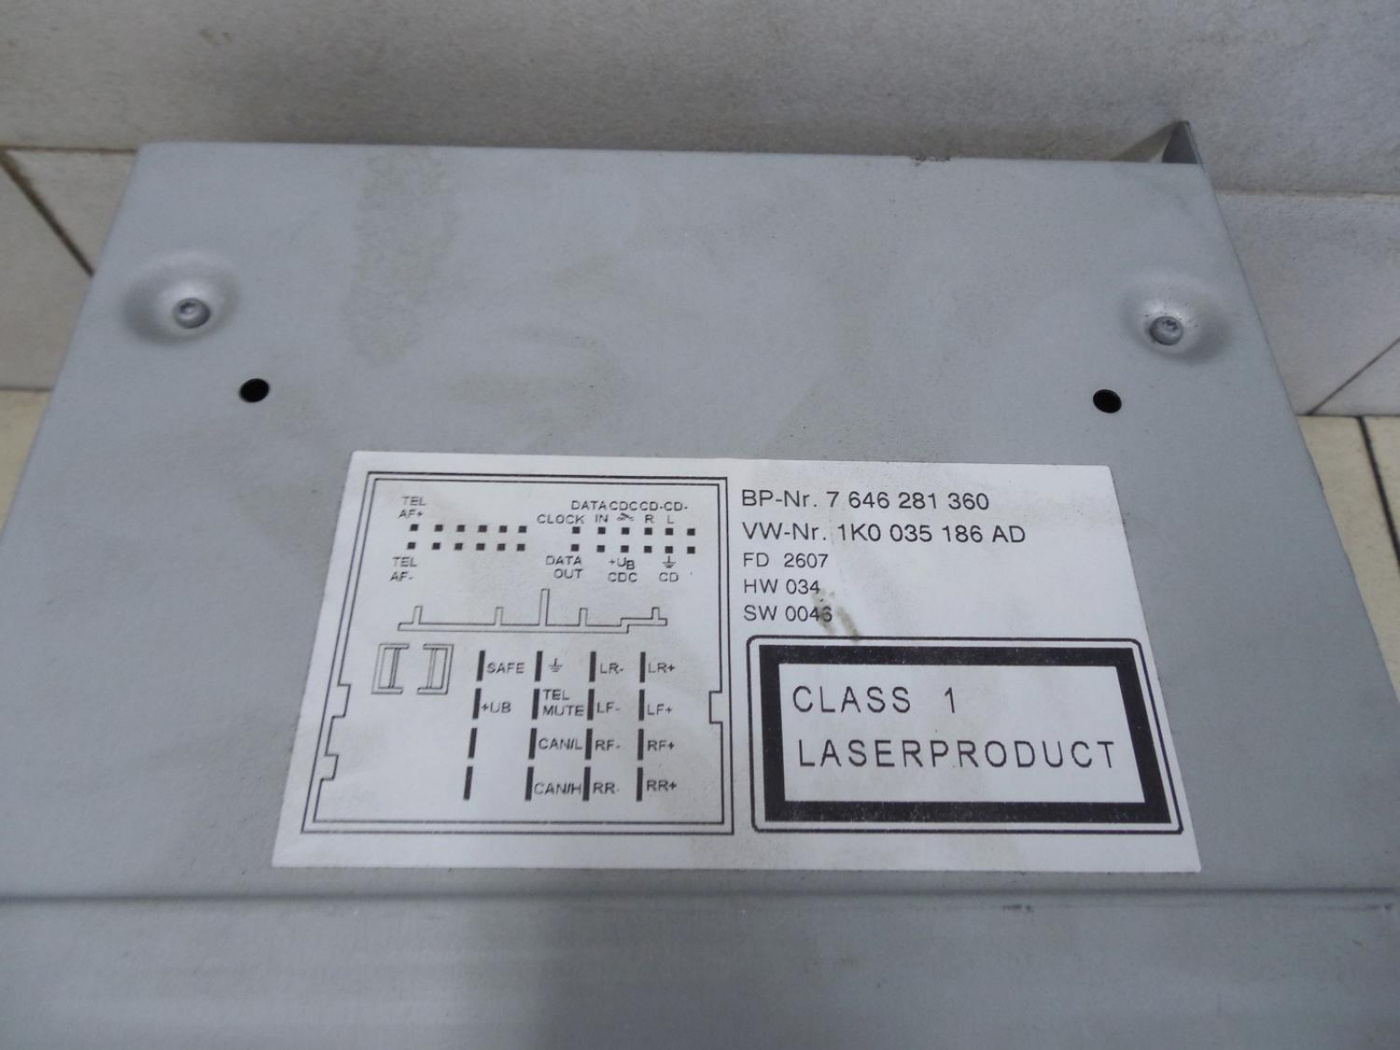 TEL
AF+
DATA CDC CD- CD-
CLOCK IN R L
TEL
AF-
DATA
OUT
+UB
CDC
CD
SAFE LR- LR+
+UB TEL
MUTE LF- LF+
CAN/L RF- RF+
CAN/H RR- RR+
BP-Nr. 7 646 281 360
VW-Nr. 1K0 035 186 AD
FD 2607
HW 034
SW 0046
CLASS 1
LASERPRODUCT